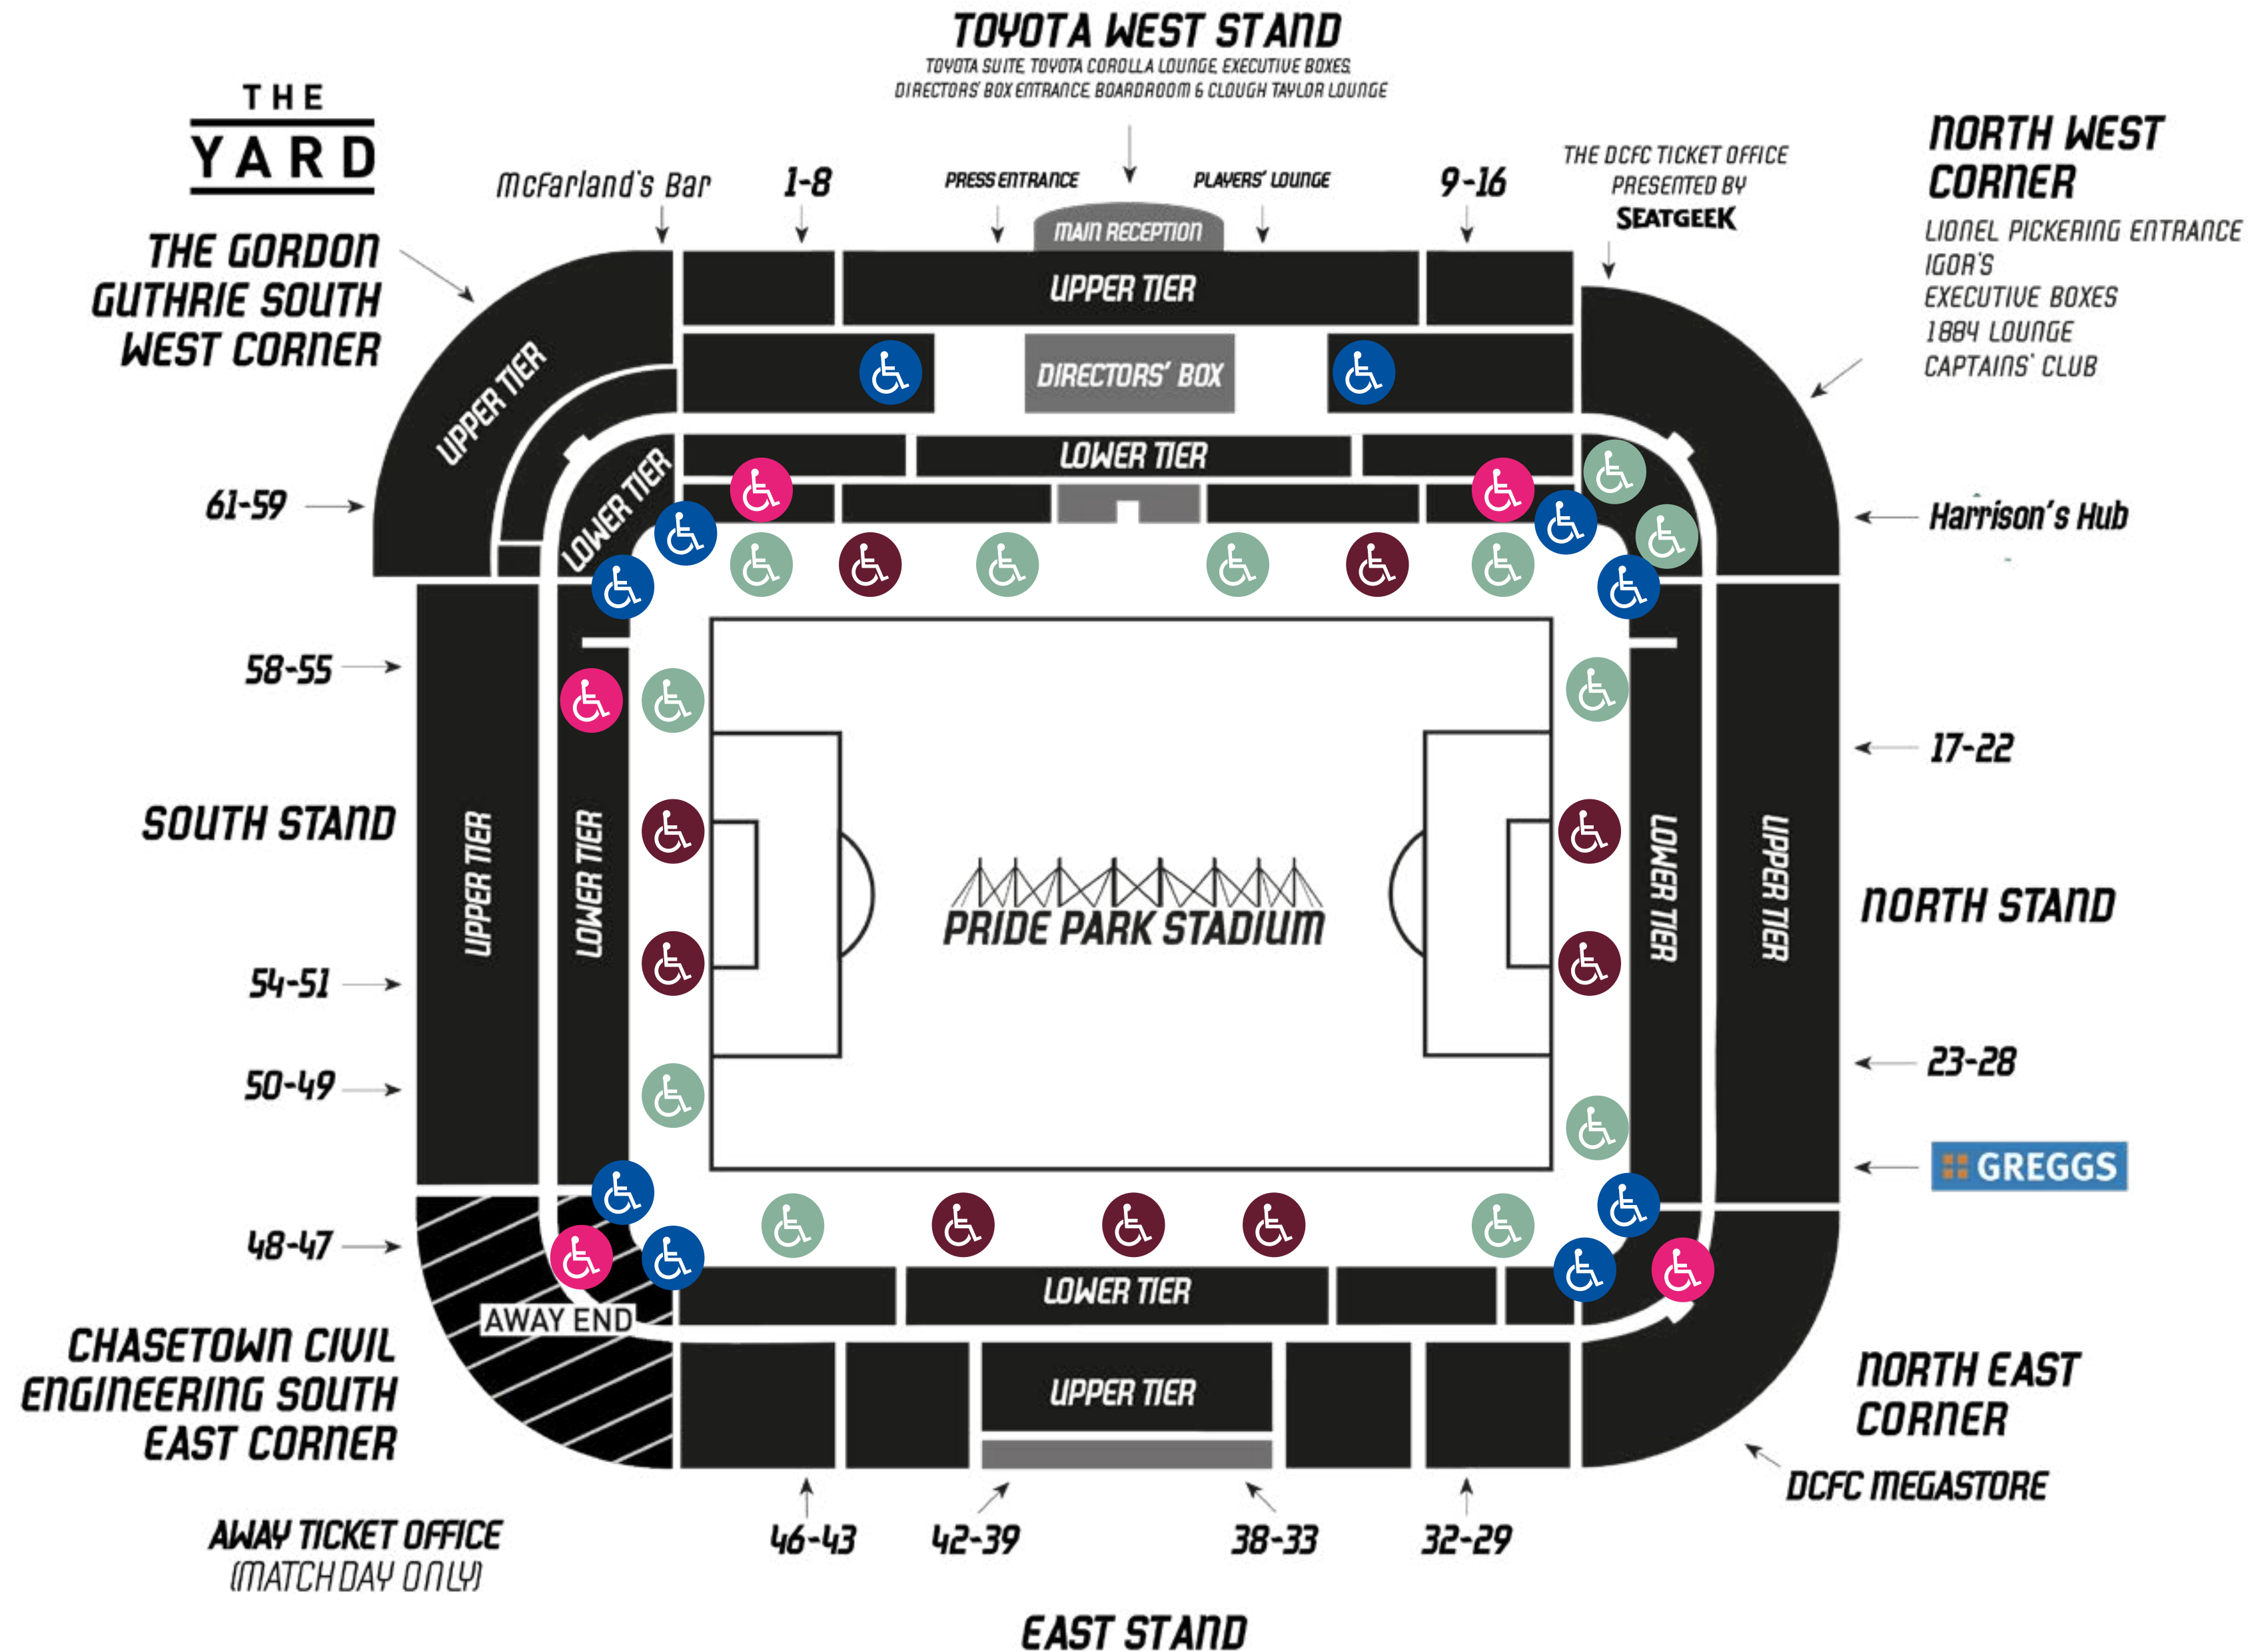 TOYOTA WEST STAND
TOYOTA SUITE, TOYOTA COROLLA LOUNGE, EXECUTIVE BOXES,
DIRECTORS' BOX ENTRANCE, BOARDROOM & CLOUGH TAYLOR LOUNGE
THE
YARD
McFarland's Bar
1-8
PRESS ENTRANCE
PLAYERS' LOUNGE
9-16
THE DCFC TICKET OFFICE
PRESENTED BY
SEATGEEK
NORTH WEST
CORNER
LIONEL PICKERING ENTRANCE
IGOR'S
EXECUTIVE BOXES
1884 LOUNGE
CAPTAINS' CLUB
THE GORDON
GUTHRIE SOUTH
WEST CORNER
MAIN RECEPTION
UPPER TIER
DIRECTORS' BOX
UPPER TIER
LOWER TIER
LOWER TIER
61-59
Harrison's Hub
58-55
17-22
SOUTH STAND
UPPER TIER
LOWER TIER
PRIDE PARK STADIUM
LOWER TIER
UPPER TIER
NORTH STAND
54-51
23-28
50-49
GREGGS
48-47
AWAY END
LOWER TIER
UPPER TIER
CHASETOWN CIVIL
ENGINEERING SOUTH
EAST CORNER
NORTH EAST
CORNER
DCFC MEGASTORE
AWAY TICKET OFFICE
(MATCHDAY ONLY)
46-43
42-39
38-33
32-29
EAST STAND